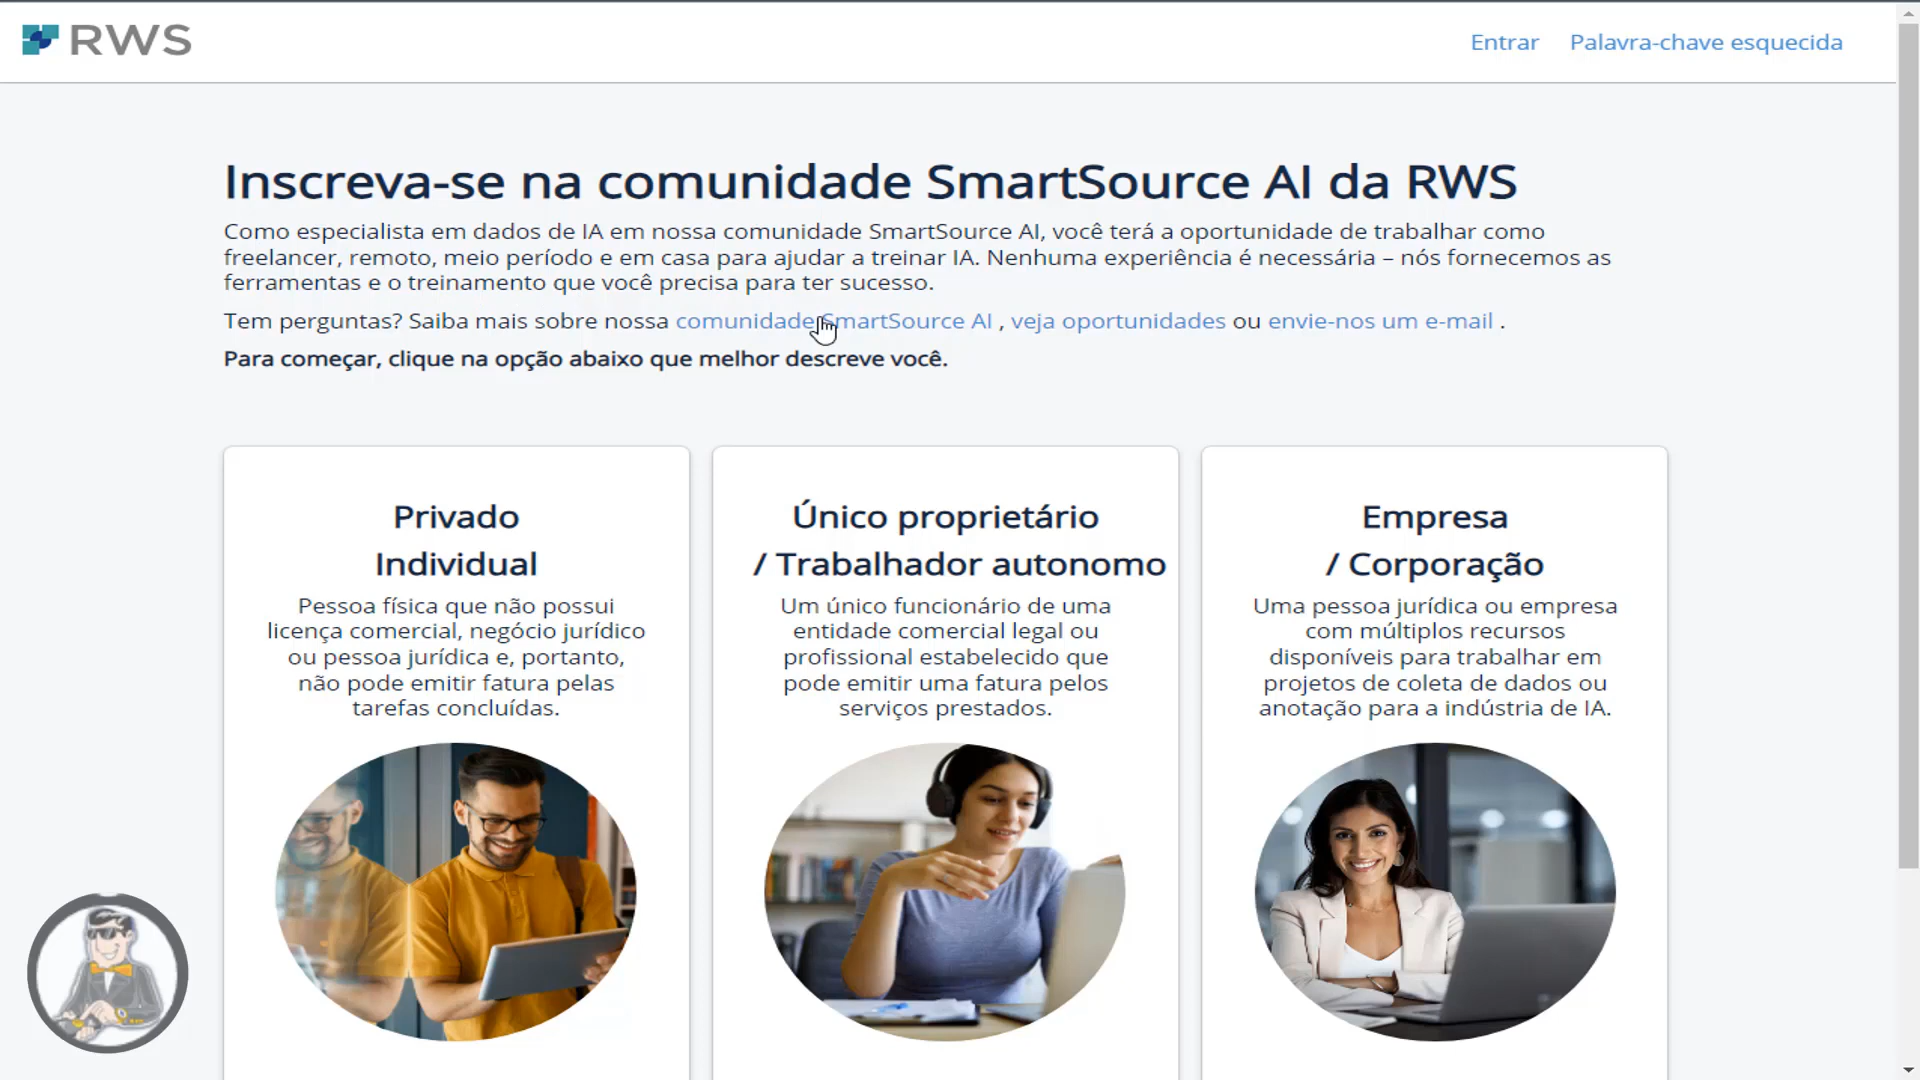 RWS
Entrar
Palavra-chave esquecida
Inscreva-se na comunidade SmartSource AI da RWS
Como especialista em dados de IA em nossa comunidade SmartSource AI, você terá a oportunidade de trabalhar como
freelancer, remoto, meio período e em casa para ajudar a treinar IA. Nenhuma experiência é necessária – nós fornecemos as
ferramentas e o treinamento que você precisa para ter sucesso.
Tem perguntas? Saiba mais sobre nossa comunidade SmartSource AI , veja oportunidades ou envie-nos um e-mail .
Para começar, clique na opção abaixo que melhor descreve você.
Privado
Individual
Pessoa física que não possui
licença comercial, negócio jurídico
ou pessoa jurídica e, portanto,
não pode emitir fatura pelas
tarefas concluídas.
Único proprietário
/ Trabalhador autonomo
Um único funcionário de uma
entidade comercial legal ou
profissional estabelecido que
pode emitir uma fatura pelos
serviços prestados.
Empresa
/ Corporação
Uma pessoa jurídica ou empresa
com múltiplos recursos
disponíveis para trabalhar em
projetos de coleta de dados ou
anotação para a indústria de IA.